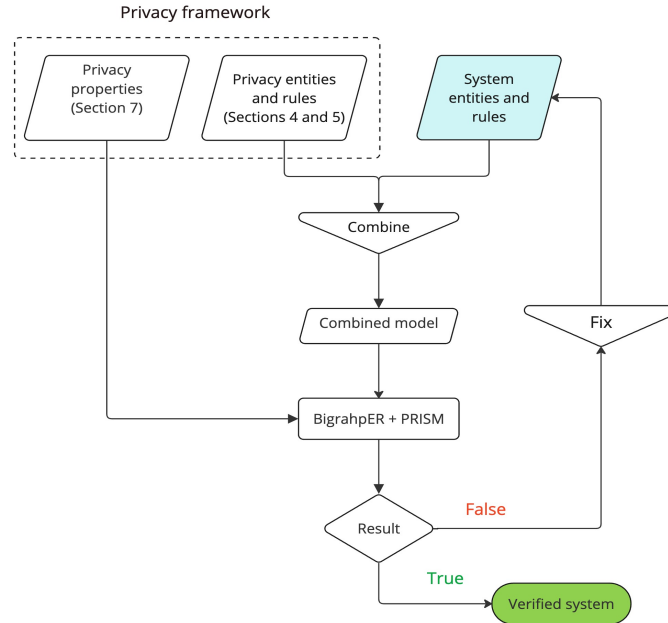 Privacy framework
Privacy
properties
(Section 7)
Privacy entities
and rules
(Sections 4 and 5)
System
entities and
rules
Combine
Combined model
Fix
BigrahpER + PRISM
Result
False
True
Verified system